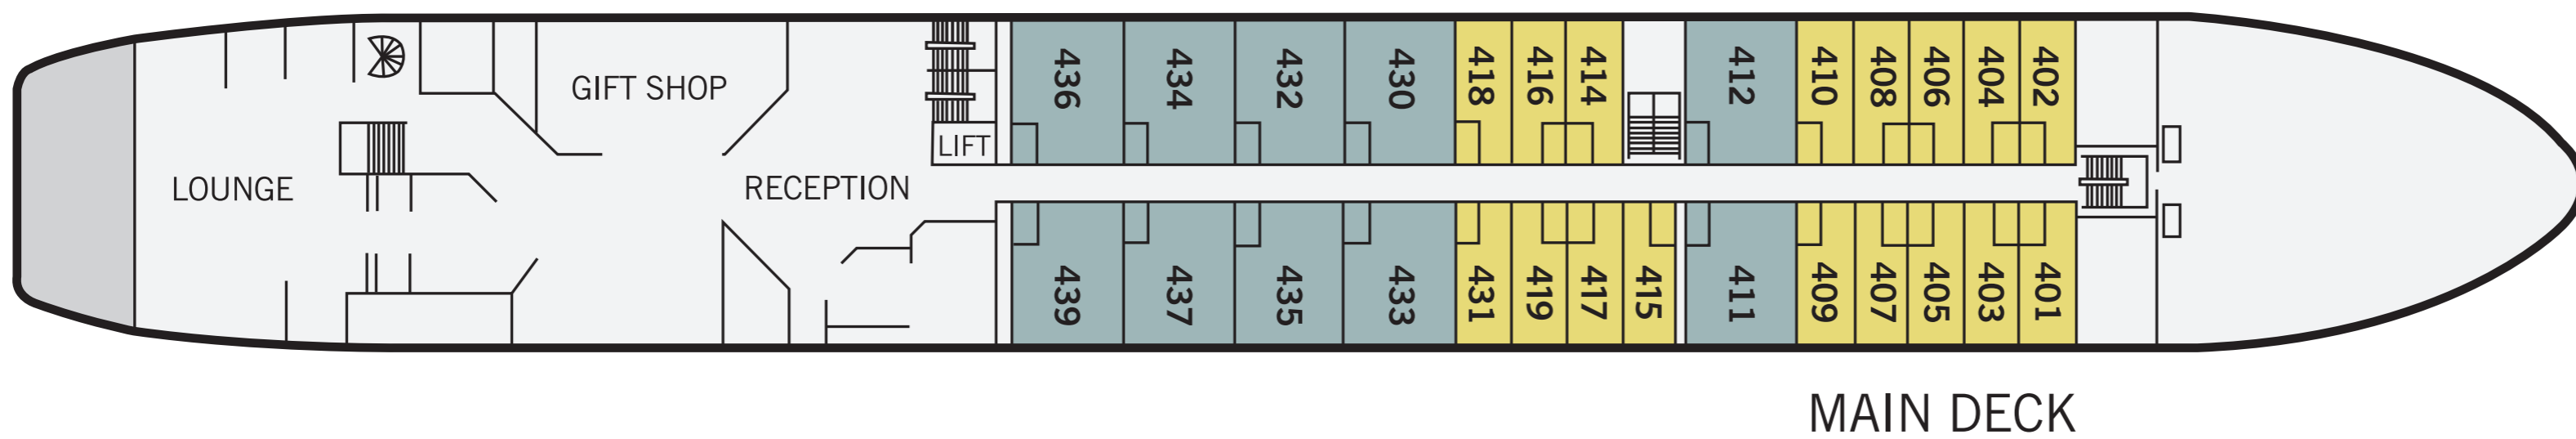 436 434 432 430 418 416 414 412 410 408 406 404 402
GIFT SHOP
LIFT
LOUNGE
RECEPTION
439 437 435 433 431 419 417 415 411 409 407 405 403 401
MAIN DECK